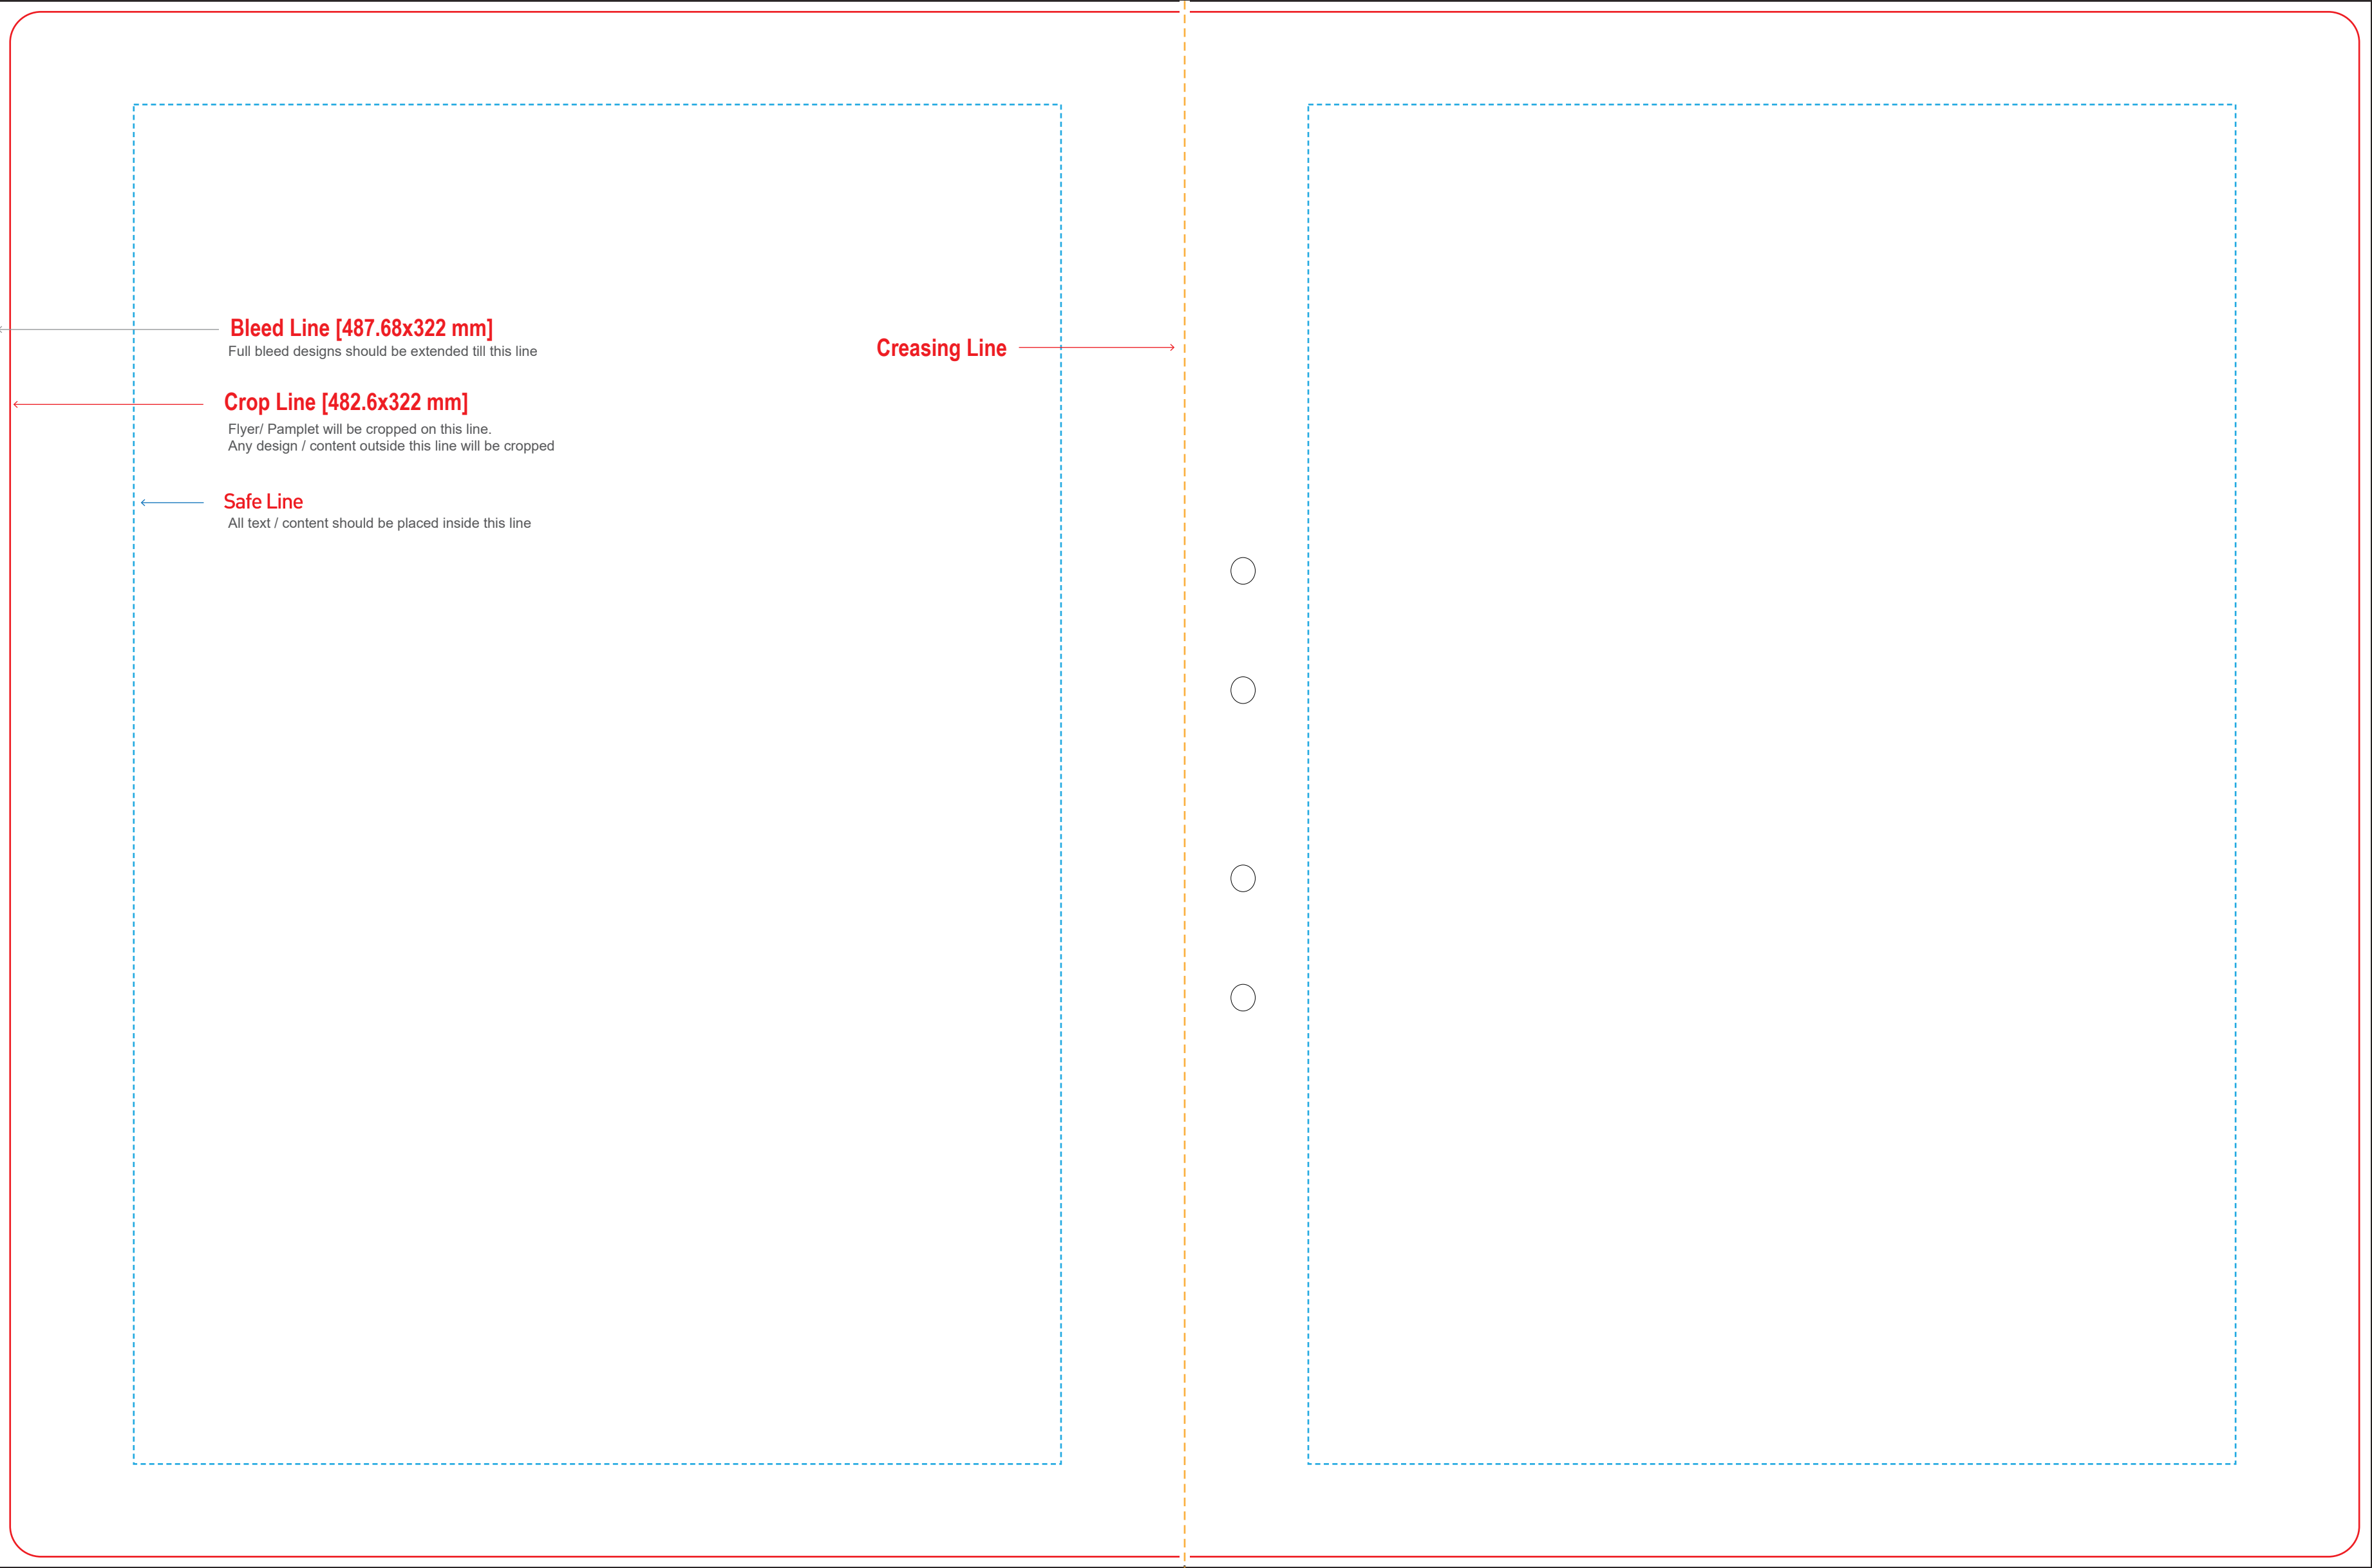 Bleed Line [487.68x322 mm]
Full bleed designs should be extended till this line
Creasing Line
Crop Line [482.6x322 mm]
Flyer/ Pamplet will be cropped on this line.
Any design / content outside this line will be cropped
Safe Line
All text / content should be placed inside this line